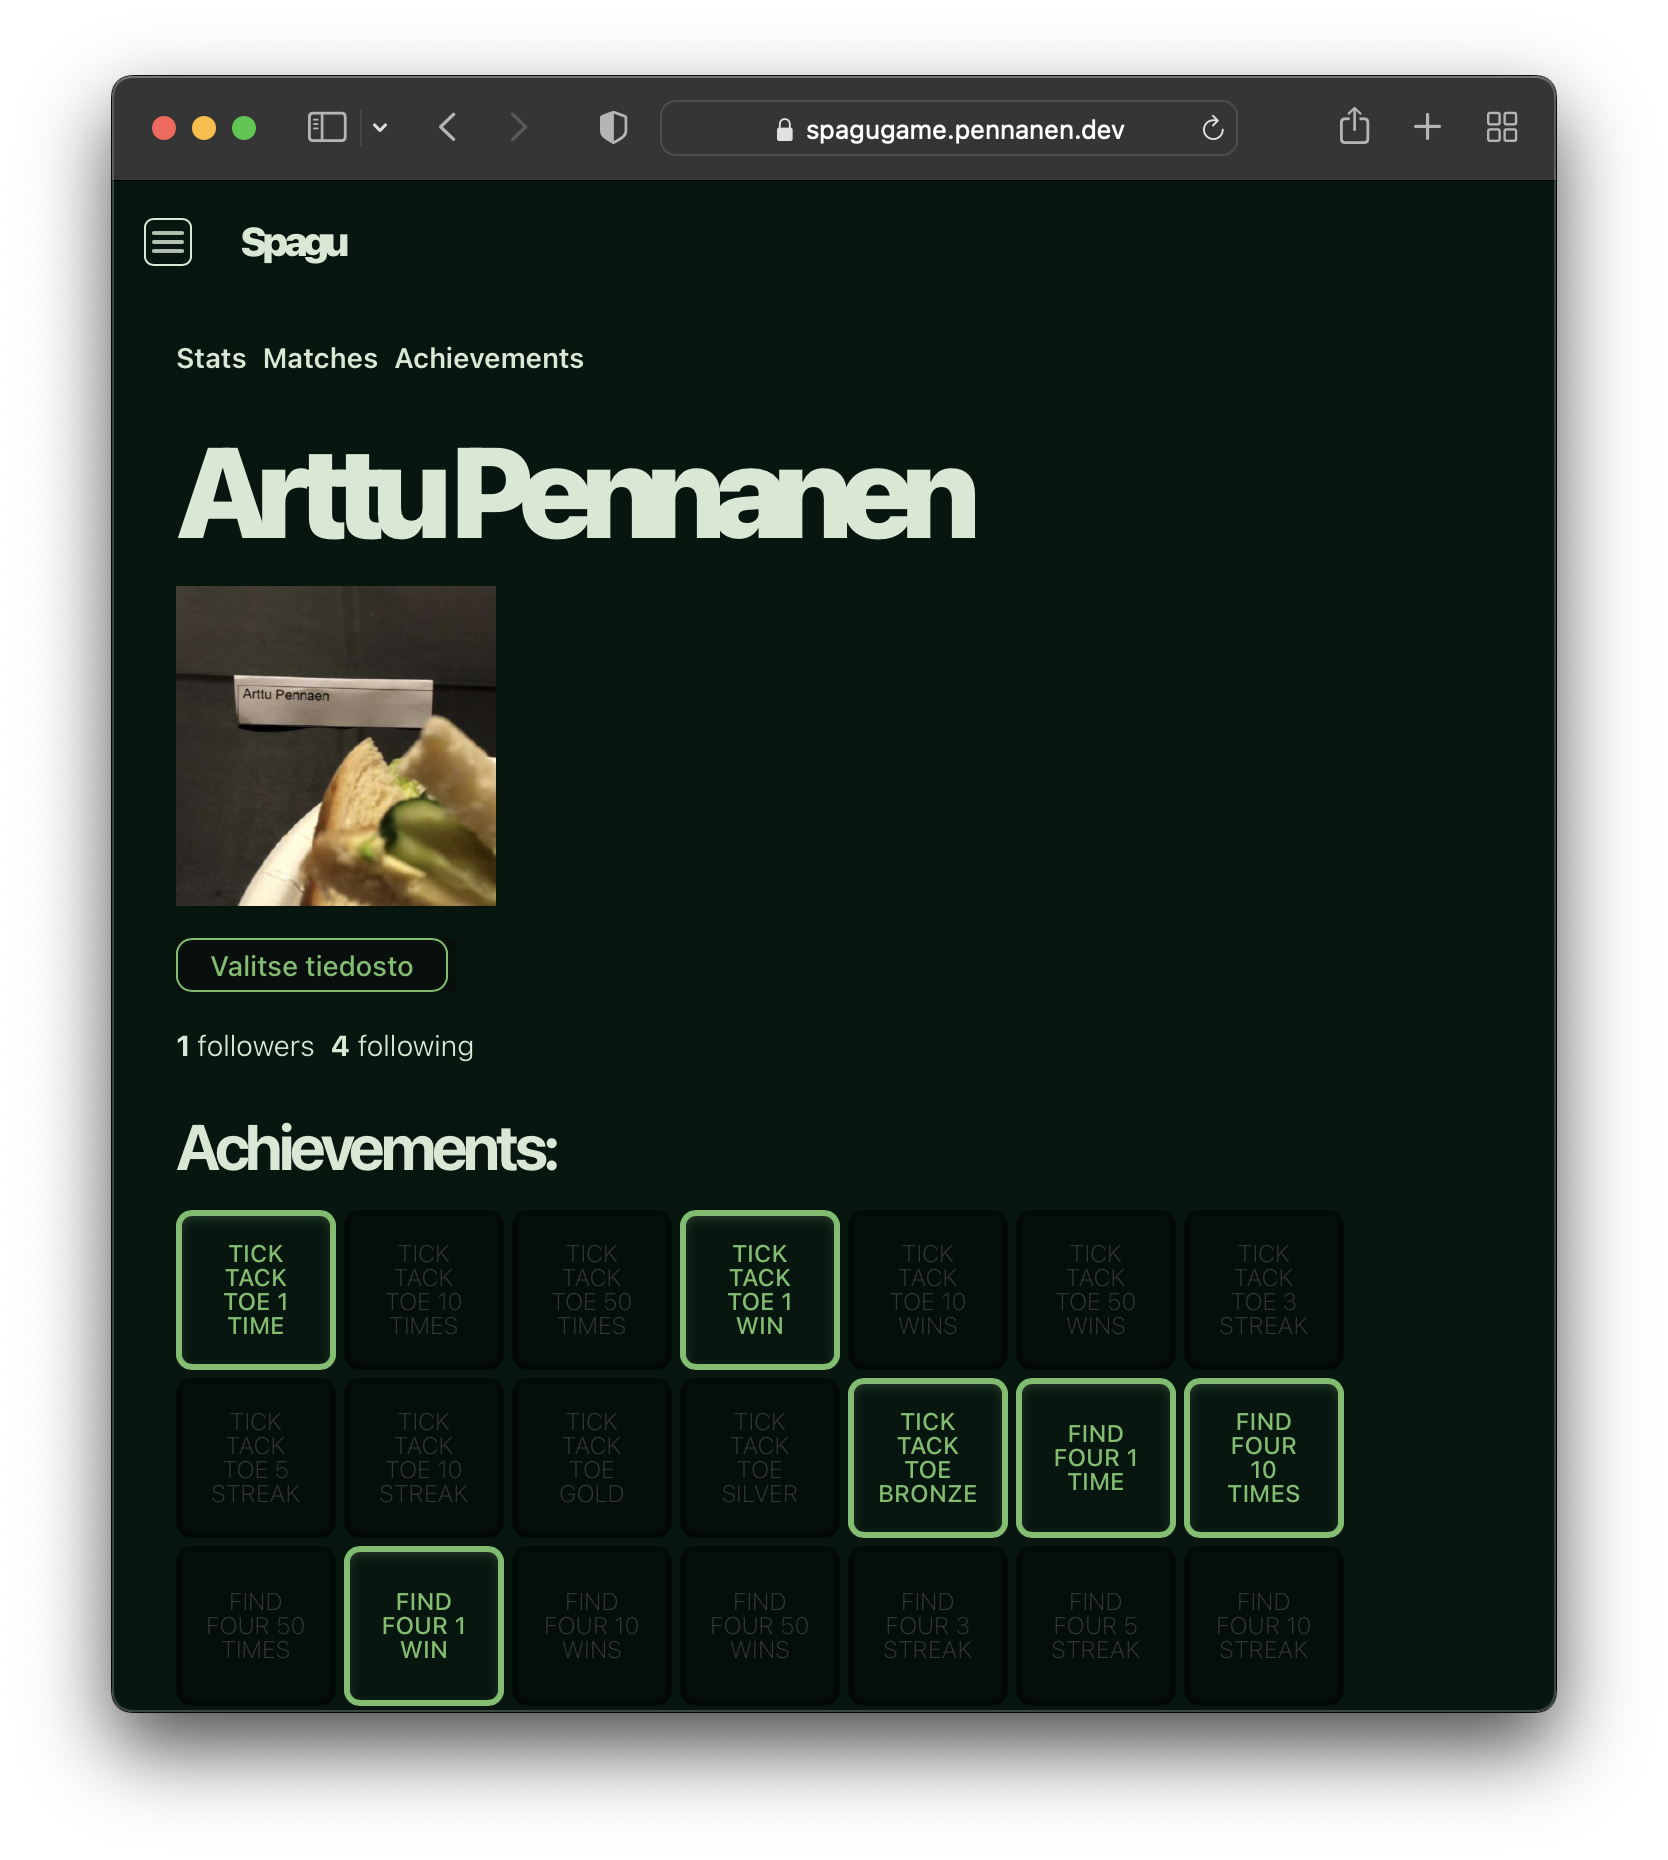 spagugame.pennanen.dev
Spagu
Stats Matches Achievements
Arttu Pennanen
Arttu Pennaen
Valitse tiedosto
1 followers 4 following
Achievements:
TICK
TACK
TOE 1
TIME
TICK
TACK
TOE 10
TIMES
TICK
TACK
TOE 50
TIMES
TICK
TACK
TOE 1
WIN
TICK
TACK
TOE 10
WINS
TICK
TACK
TOE 50
WINS
TICK
TACK
TOE 3
STREAK
TICK
TACK
TOE 5
STREAK
TICK
TACK
TOE 10
STREAK
TICK
TACK
TOE
GOLD
TICK
TACK
TOE
SILVER
TICK
TACK
TOE
BRONZE
FIND
FOUR 1
TIME
FIND
FOUR
10
TIMES
FIND
FOUR 50
TIMES
FIND
FOUR 1
WIN
FIND
FOUR 10
WINS
FIND
FOUR 50
WINS
FIND
FOUR 3
STREAK
FIND
FOUR 5
STREAK
FIND
FOUR 10
STREAK